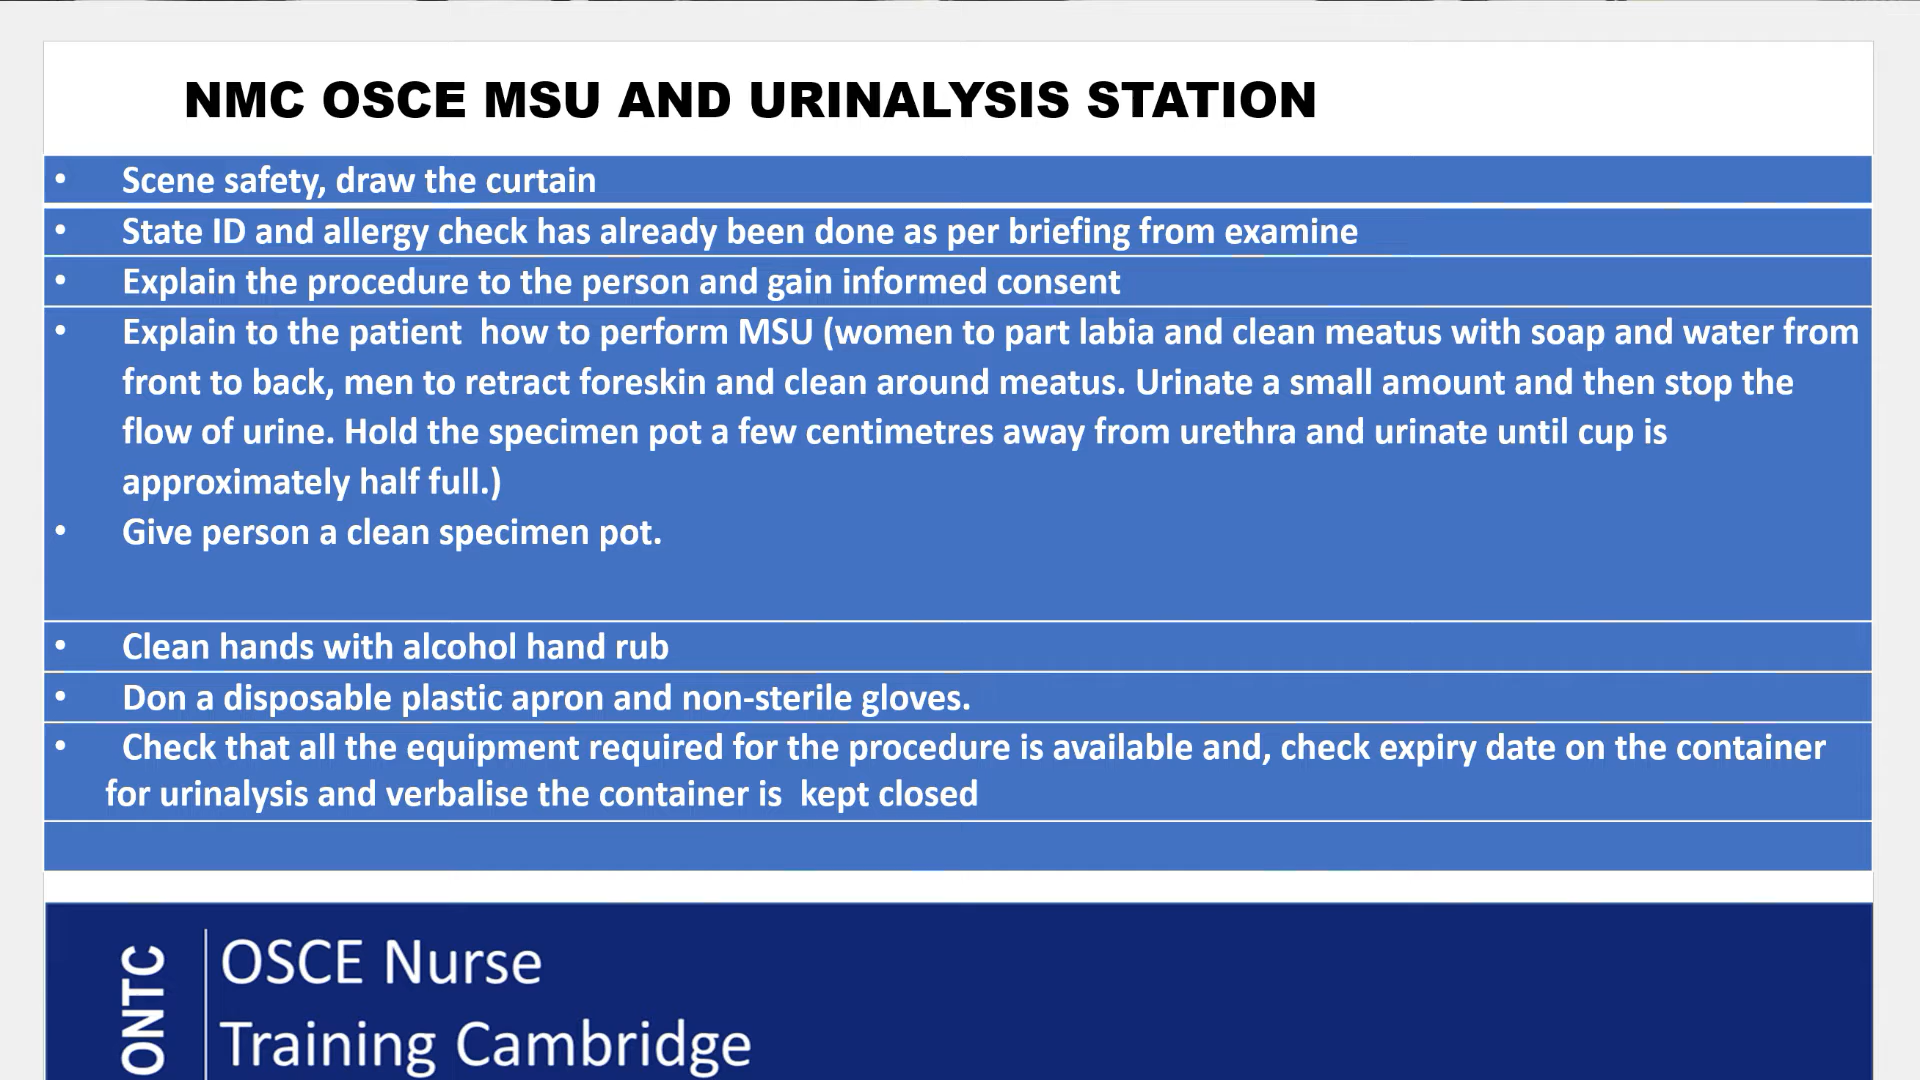 NMC OSCE MSU AND URINALYSIS STATION
• Scene safety, draw the curtain
• State ID and allergy check has already been done as per briefing from examine
• Explain the procedure to the person and gain informed consent
• Explain to the patient  how to perform MSU (women to part labia and clean meatus with soap and water from
front to back, men to retract foreskin and clean around meatus. Urinate a small amount and then stop the
flow of urine. Hold the specimen pot a few centimetres away from urethra and urinate until cup is
approximately half full.)
• Give person a clean specimen pot.
• Clean hands with alcohol hand rub
• Don a disposable plastic apron and non-sterile gloves.
• Check that all the equipment required for the procedure is available and, check expiry date on the container
for urinalysis and verbalise the container is  kept closed
ONTC
OSCE Nurse
Training Cambridge